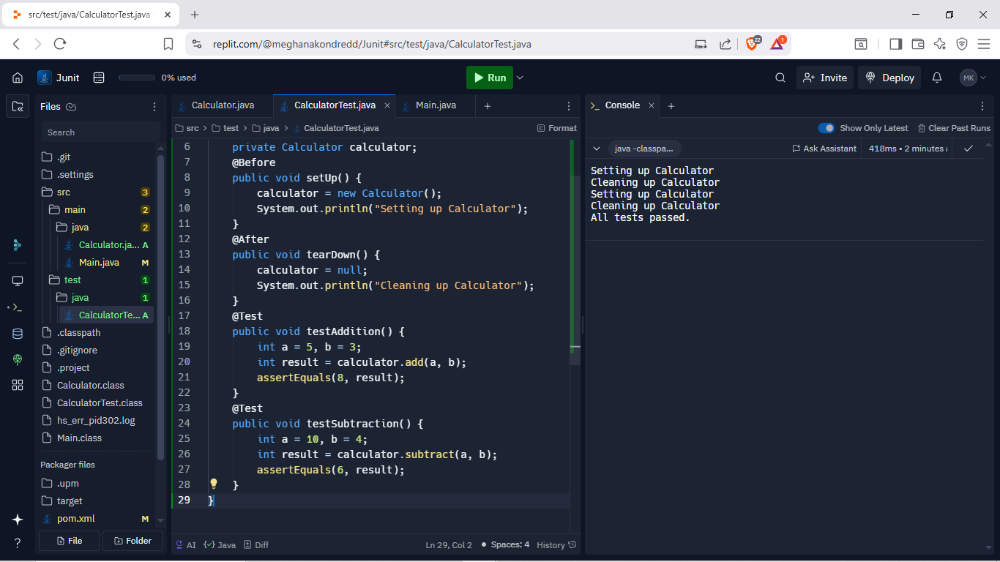 src/test/java/CalculatorTest.java
replit.com/@meghanakondredd/Junit#src/test/java/CalculatorTest.java
22
1
Junit
0% used
Run
Invite
Deploy
MK
Files
Search
.git
.settings
src 3
main 2
java 2
Calculator.ja... A
Main.java M
test 1
java 1
CalculatorTe... A
.classpath
.gitignore
.project
Calculator.class
CalculatorTest.class
hs_err_pid302.log
Main.class
Packager files
.upm
target
pom.xml M
File Folder
Calculator.java CalculatorTest.java Main.java
src > test > java > CalculatorTest.java Format
6 private Calculator calculator;
7 @Before
8 public void setUp() {
9 calculator = new Calculator();
10 System.out.println("Setting up Calculator");
11 }
12 @After
13 public void tearDown() {
14 calculator = null;
15 System.out.println("Cleaning up Calculator");
16 }
17 @Test
18 public void testAddition() {
19 int a = 5, b = 3;
20 int result = calculator.add(a, b);
21 assertEquals(8, result);
22 }
23 @Test
24 public void testSubtraction() {
25 int a = 10, b = 4;
26 int result = calculator.subtract(a, b);
27 assertEquals(6, result);
28 }
29 }
AI Java Diff Ln 29, Col 2 • Spaces: 4 History
Console
Show Only Latest Clear Past Runs
java -classpa... Ask Assistant 418ms • 2 minutes
Setting up Calculator
Cleaning up Calculator
Setting up Calculator
Cleaning up Calculator
All tests passed.